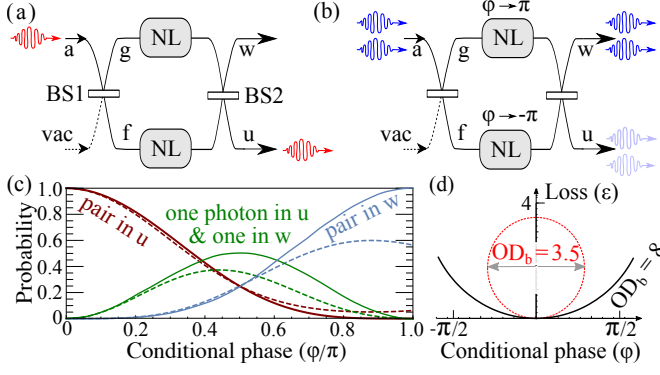 (a)
a
g
NL
w
BS1
BS2
vac
f
NL
u
(b)
φ→π
a
g
NL
w
φ→-π
vac
f
NL
u
(c)
1.0
0.8
0.6
0.4
0.2
0
Probability
pair in u
one photon in u
& one in w
pair in w
0
0.2
0.4
0.6
0.8
1.0
Conditional phase (φ/π)
(d)
Loss (ε)
4
OD_b = 3.5
OD_b = 8
-π/2
π/2
Conditional phase (φ)